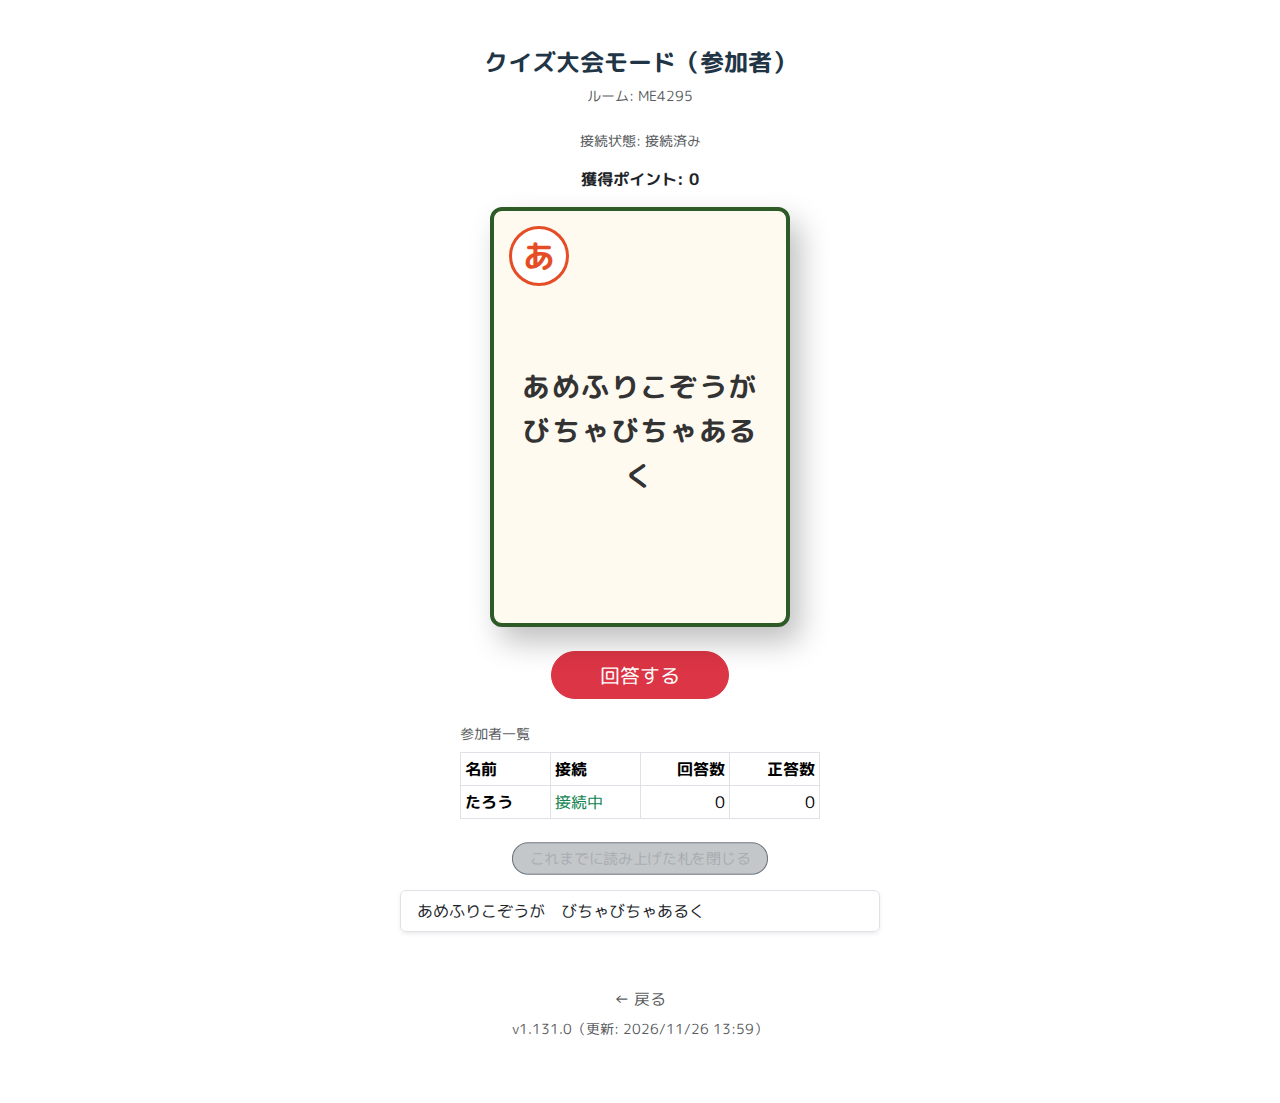 クイズ大会モード（参加者）
ルーム: ME4295
接続状態: 接続済み
獲得ポイント: 0
あ
あめふりこぞうが
びちゃびちゃある
く
回答する
参加者一覧
名前 接続 回答数 正答数
たろう 接続中 0 0
これまでに読み上げた札を閉じる
あめふりこぞうが　びちゃびちゃあるく
← 戻る
v1.131.0（更新: 2026/11/26 13:59）